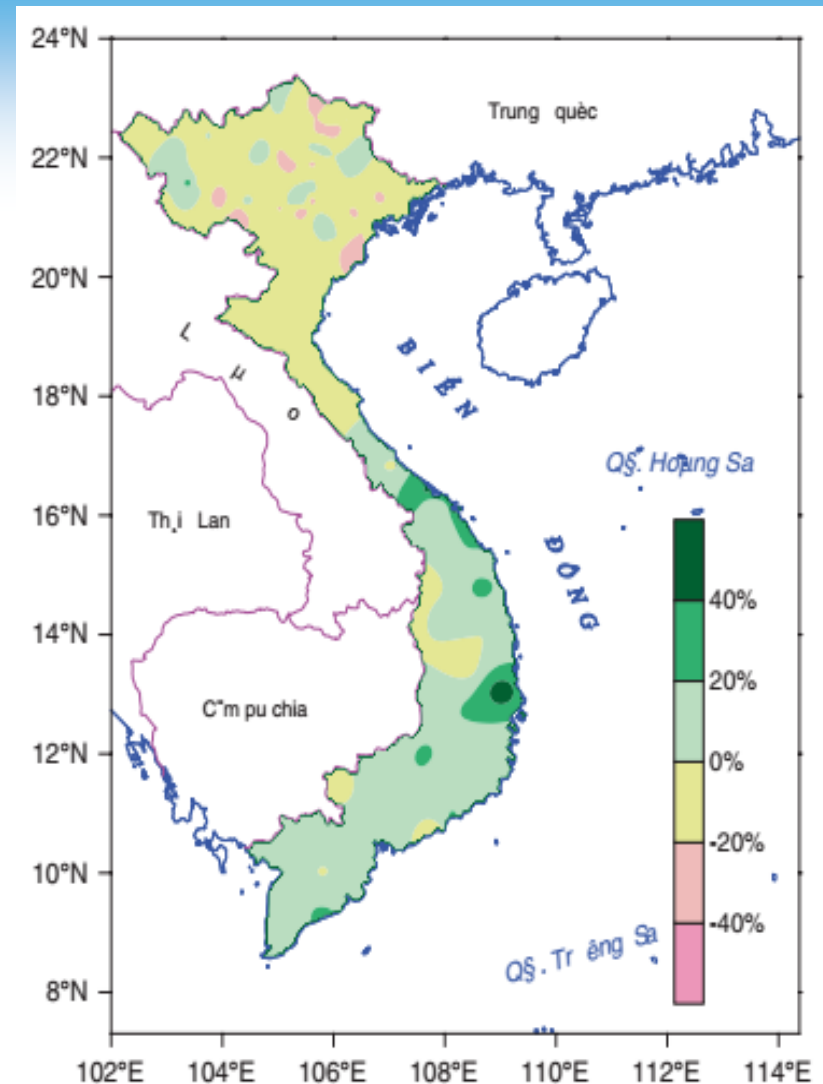 24°N
22°N
20°N
18°N
16°N
14°N
12°N
10°N
8°N
102°E 104°E 106°E 108°E 110°E 112°E 114°E
Trung quèc
L µ o
Th¸i Lan
C¨m pu chia
BIÊN
ĐÔNG
Q§. Hoµng Sa
Q§. Tr êng Sa
40%
20%
0%
-20%
-40%